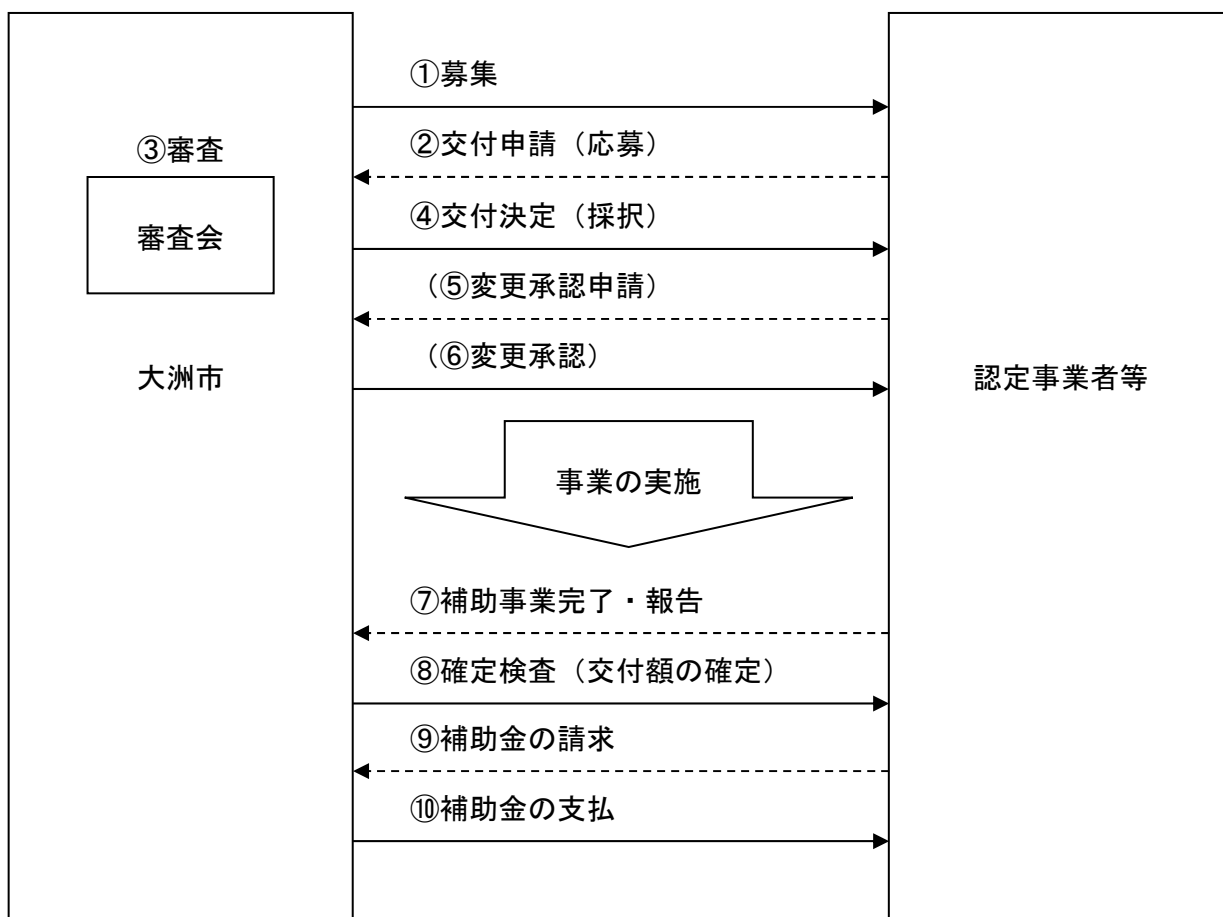 ①募集
②交付申請（応募）
③審査
審査会
④交付決定（採択）
（⑤変更承認申請）
（⑥変更承認）
大洲市
認定事業者等
事業の実施
⑦補助事業完了・報告
⑧確定検査（交付額の確定）
⑨補助金の請求
⑩補助金の支払